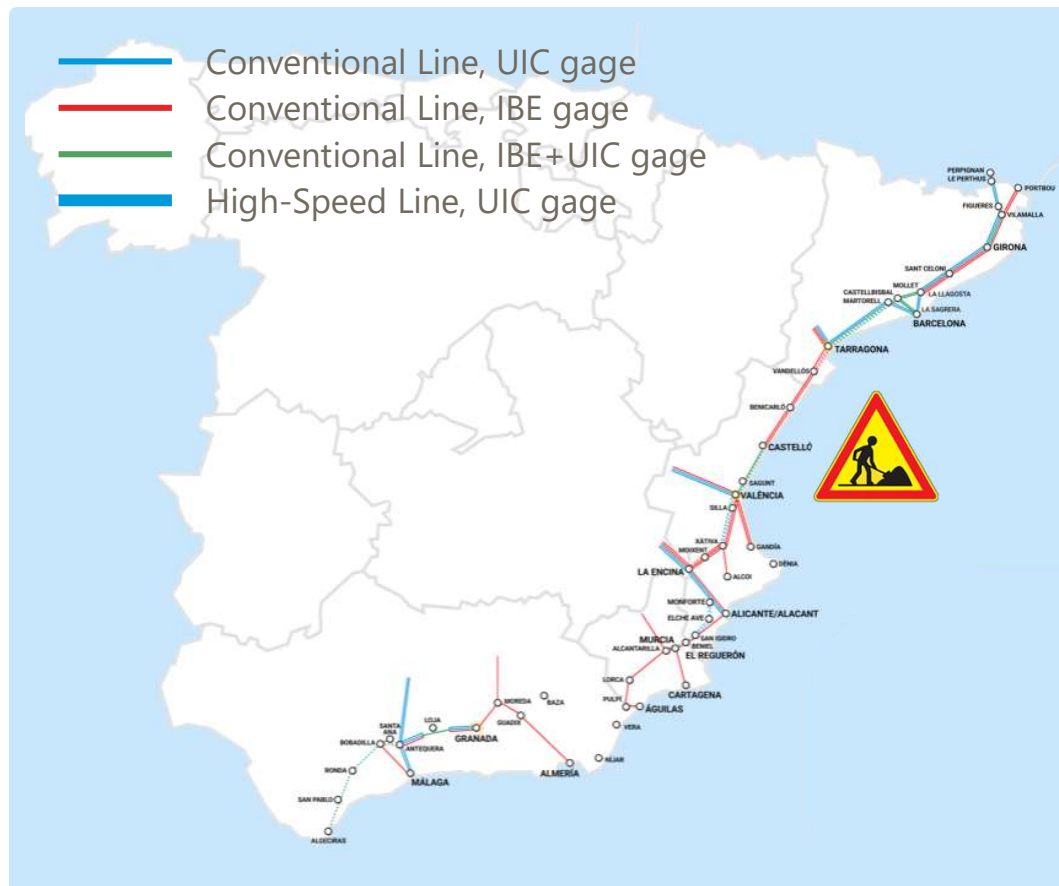 Conventional Line, UIC gage
Conventional Line, IBE gage
Conventional Line, IBE+UIC gage
High-Speed Line, UIC gage
PERPIGNAN
LE PERTHUS
PORTBOU
FIGUERES
VILAMALLA
GIRONA
SANT CELONI
MOLLET
CASTELLBISBAL
LA LLAGOSTA
MARTORELL
LA SAGRERA
BARCELONA
TARRAGONA
VANDELLOS
BENICARLÓ
CASTELLÓ
SAGUNT
VALÈNCIA
SILLA
XÀTIVA
MOIXENT
GANDÍA
DÉNIA
LA ENCINA
ALCOI
MONFORTE
ALICANTE/ALACANT
ELCHE AVE
SAN ISIDRO
MURCIA
BENIEL
ALCANTARILLA
EL REGUERÓN
LORCA
CARTAGENA
PULPÍ
ÁGUILAS
MOREDA
BAZA
VERA
LOJA
GUADIX
SANTA
ANA
GRANADA
BOBADILLA
ANTEQUERA
NÍJAR
RONDA
MÁLAGA
ALMERÍA
SAN PABLO
ALGECIRAS